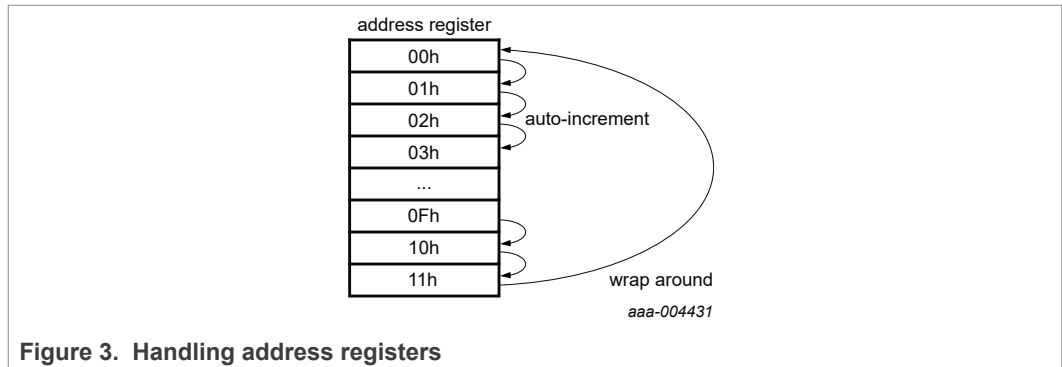 address register
00h
01h
02h
auto-increment
03h
...
0Fh
10h
11h
wrap around
aaa-004431
Figure 3. Handling address registers